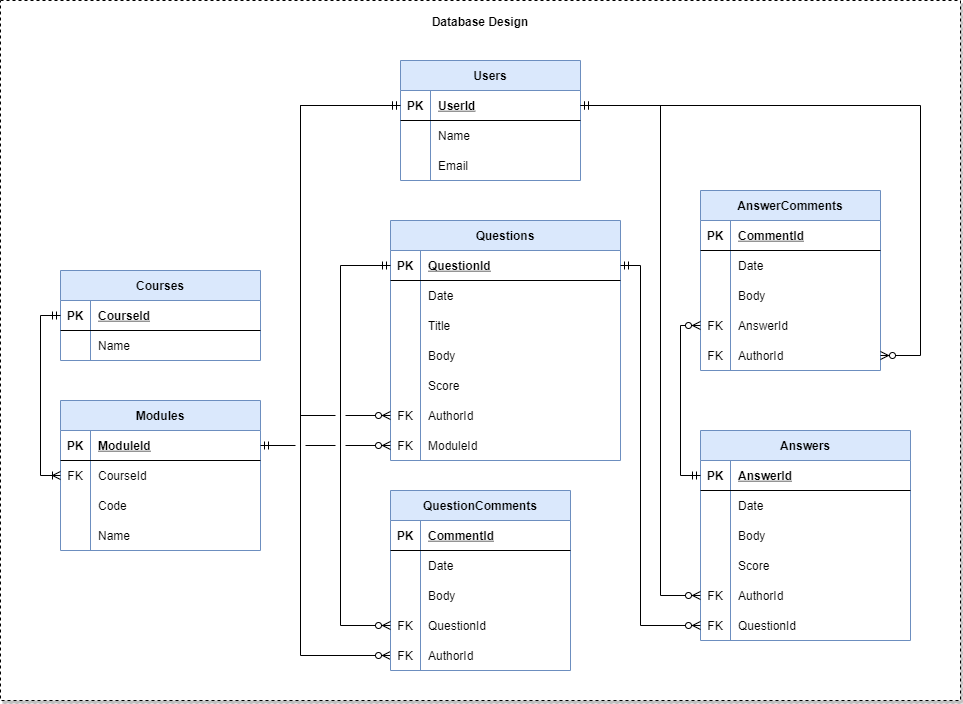 Database Design
Users
PK UserId
Name
Email
AnswerComments
PK CommentId
Date
Body
FK AnswerId
FK AuthorId
Questions
PK QuestionId
Date
Title
Body
Score
FK AuthorId
FK ModuleId
Courses
PK CourseId
Name
Modules
PK ModuleId
FK CourseId
Code
Name
Answers
PK AnswerId
Date
Body
Score
FK AuthorId
FK QuestionId
QuestionComments
PK CommentId
Date
Body
FK QuestionId
FK AuthorId